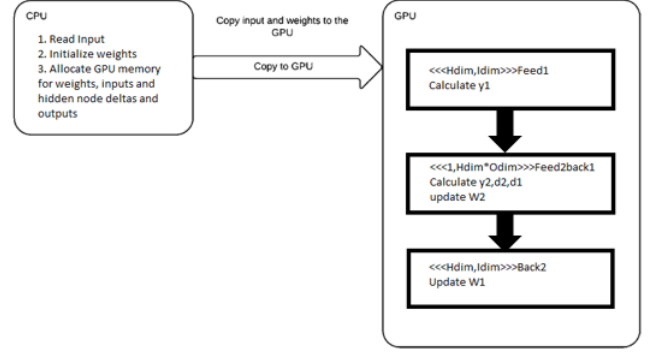 CPU
1. Read Input
2. Initialize weights
3. Allocate GPU memory
for weights, inputs and
hidden node deltas and
outputs
Copy input and weights to the
GPU
Copy to GPU
GPU
<<<Hdim,Idim>>>Feed1
Calculate y1
<<<1,Hdim*Odim>>>Feed2back1
Calculate y2,d2,d1
update W2
<<<Hdim,Idim>>>Back2
Update W1